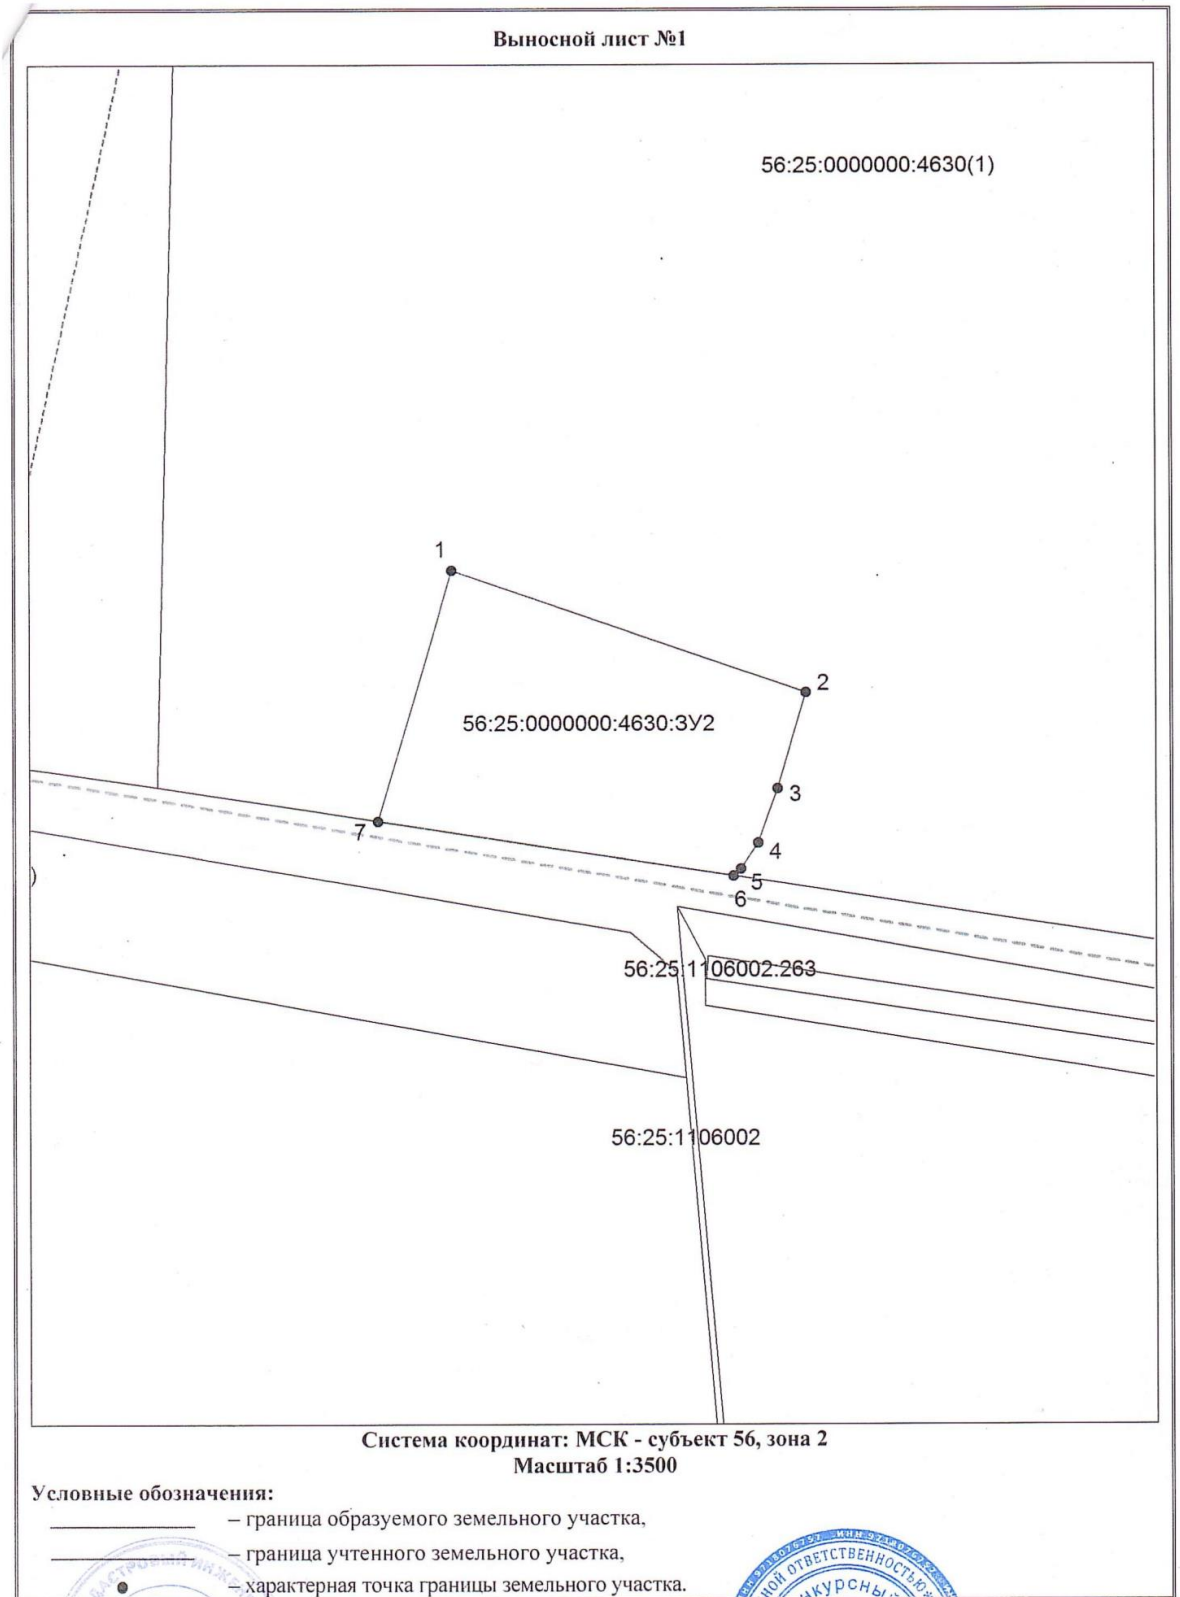 Выносной лист №1
56:25:0000000:4630(1)
1
2
56:25:0000000:4630:ЗУ2
3
7
4
5
6
56:25:1106002:263
56:25:1106002
Система координат: МСК - субъект 56, зона 2
Масштаб 1:3500
Условные обозначения:
– граница образуемого земельного участка,
– граница учтенного земельного участка,
– характерная точка границы земельного участка.